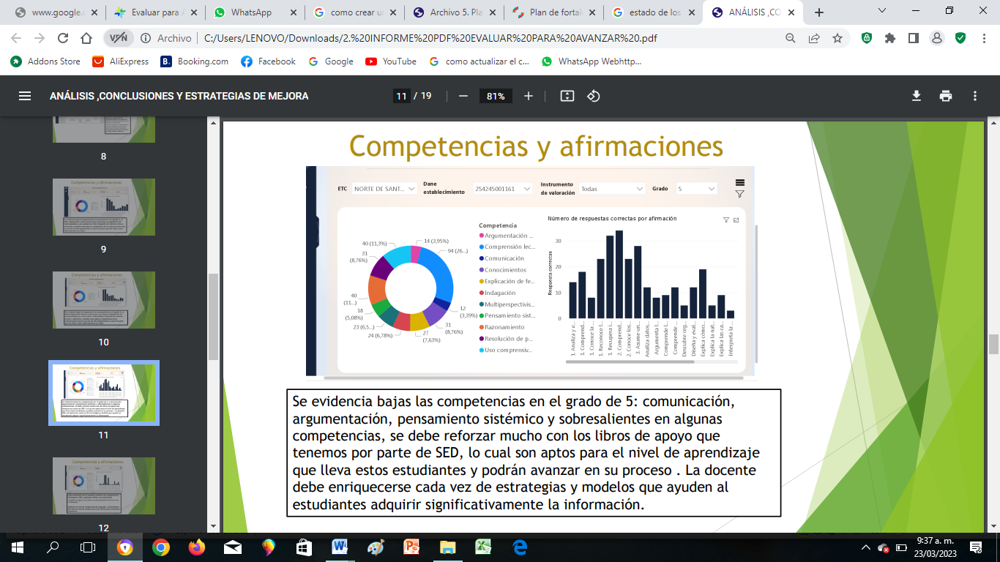 www.google.c
Evaluar para A
WhatsApp
como crear u
Archivo 5. Pla
Plan de fortal
estado de los
ANÁLISIS ,CO
VPN
Archivo
C:/Users/LENOVO/Downloads/2.%20INFORME%20PDF%20EVALUAR%20PARA%20AVANZAR%20.pdf
Addons Store
AliExpress
Booking.com
Facebook
Google
YouTube
como actualizar el c...
WhatsApp Webhttp...
ANÁLISIS ,CONCLUSIONES Y ESTRATEGIAS DE MEJORA
11 / 19
81%
8
Competencias y afirmaciones
9
10
Competencias y afirmaciones
11
Competencias y afirmaciones
12
Competencias y afirmaciones
ETC
NORTE DE SANT...
Dane
establecimiento
254245001161
Instrumento
de valoración
Todas
Grado
5
40 (11,3%)
14 (3,95%)
31
(8,76%)
94 (26...)
40
(11...)
18
(5,08%)
23 (6,5...)
24 (6,78%)
27
(7,63%)
31
(8,76%)
12
(3,39%)
Competencia
Argumentación ...
Comprensión lec...
Comunicación
Conocimientos
Explicación de fe...
Indagación
Multiperspectivis...
Pensamiento sist...
Razonamiento
Resolución de p...
Uso comprensiv...
Número de respuestas correctas por afirmación
Respuesta correctas
30
20
10
0
1. Analiza y e...
1. Comprend...
1. Conoce la ...
1. Reconoce l...
1. Recupera i...
2. Comprend...
2. Conoce los...
3. Asume un...
Analiza datos...
Argumenta l...
Comprende l...
Comprende ...
Descubre reg...
Diseña y eval...
Explica cómo...
Explica la nat...
Explica las ca...
Interpreta la ...
Se evidencia bajas las competencias en el grado de 5: comunicación,
argumentación, pensamiento sistémico y sobresalientes en algunas
competencias, se debe reforzar mucho con los libros de apoyo que
tenemos por parte de SED, lo cual son aptos para el nivel de aprendizaje
que lleva estos estudiantes y podrán avanzar en su proceso . La docente
debe enriquecerse cada vez de estrategias y modelos que ayuden al
estudiantes adquirir significativamente la información.
9:37 a. m.
23/03/2023